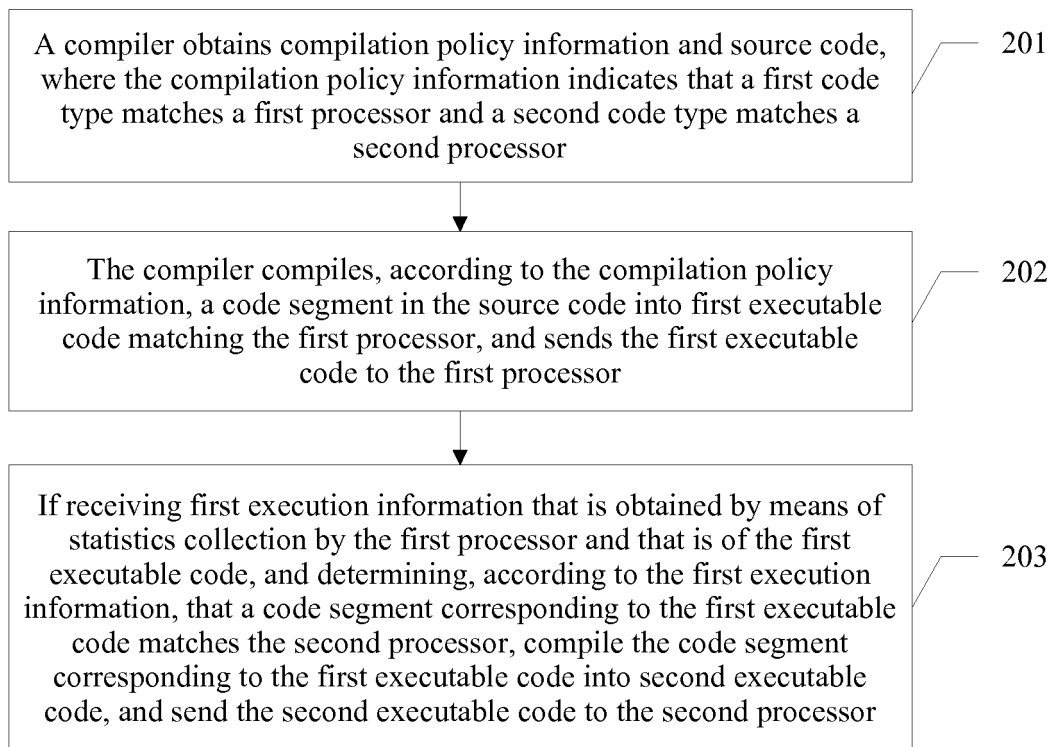 A compiler obtains compilation policy information and source code,
where the compilation policy information indicates that a first code
type matches a first processor and a second code type matches a
second processor
201
The compiler compiles, according to the compilation policy
information, a code segment in the source code into first executable
code matching the first processor, and sends the first executable
code to the first processor
202
If receiving first execution information that is obtained by means of
statistics collection by the first processor and that is of the first
executable code, and determining, according to the first execution
information, that a code segment corresponding to the first executable
code matches the second processor, compile the code segment
corresponding to the first executable code into second executable
code, and send the second executable code to the second processor
203